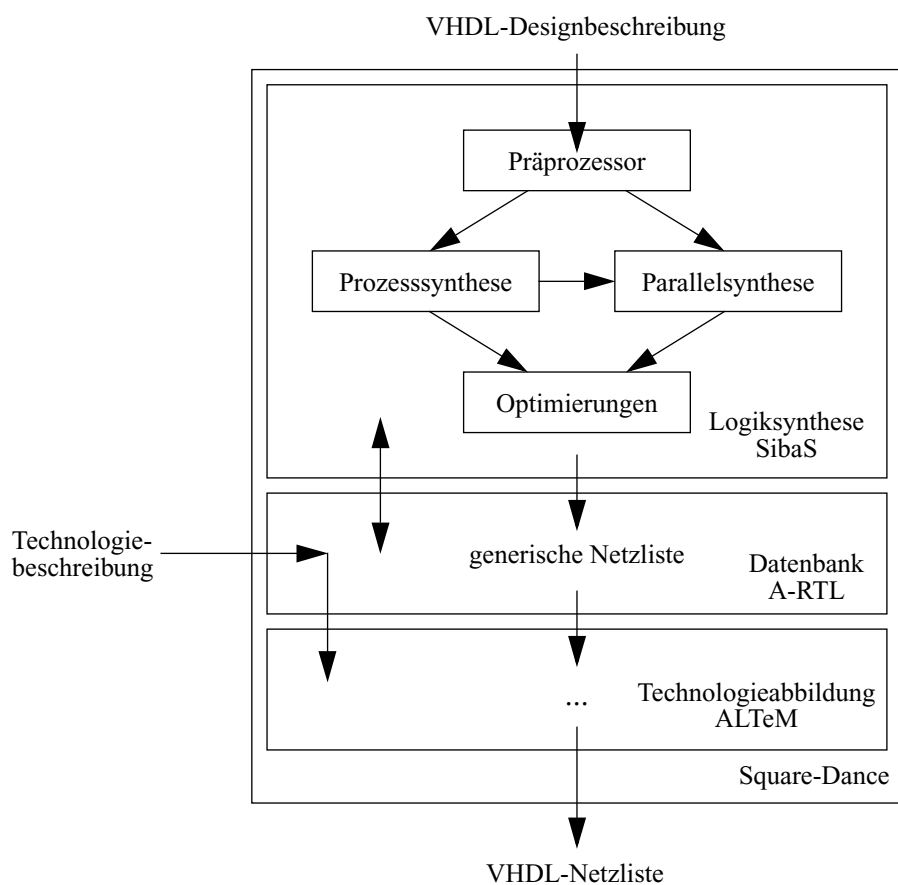 VHDL-Designbeschreibung
Präprozessor
Prozesssynthese
Parallelsynthese
Optimierungen
Logiksynthese
SibaS
Technologie-
beschreibung
generische Netzliste
Datenbank
A-RTL
...
Technologieabbildung
ALTeM
Square-Dance
VHDL-Netzliste